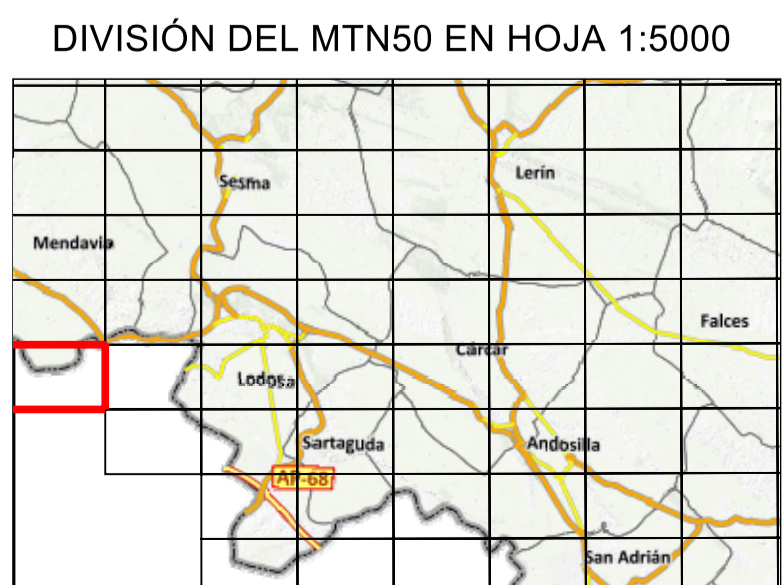 DIVISIÓN DEL MTN50 EN HOJA 1:5000
Lerín
Sesma
Mendavia
Falces
Cárcar
Lodosa
Sartaguda
Andosilla
AP-68
San Adrián